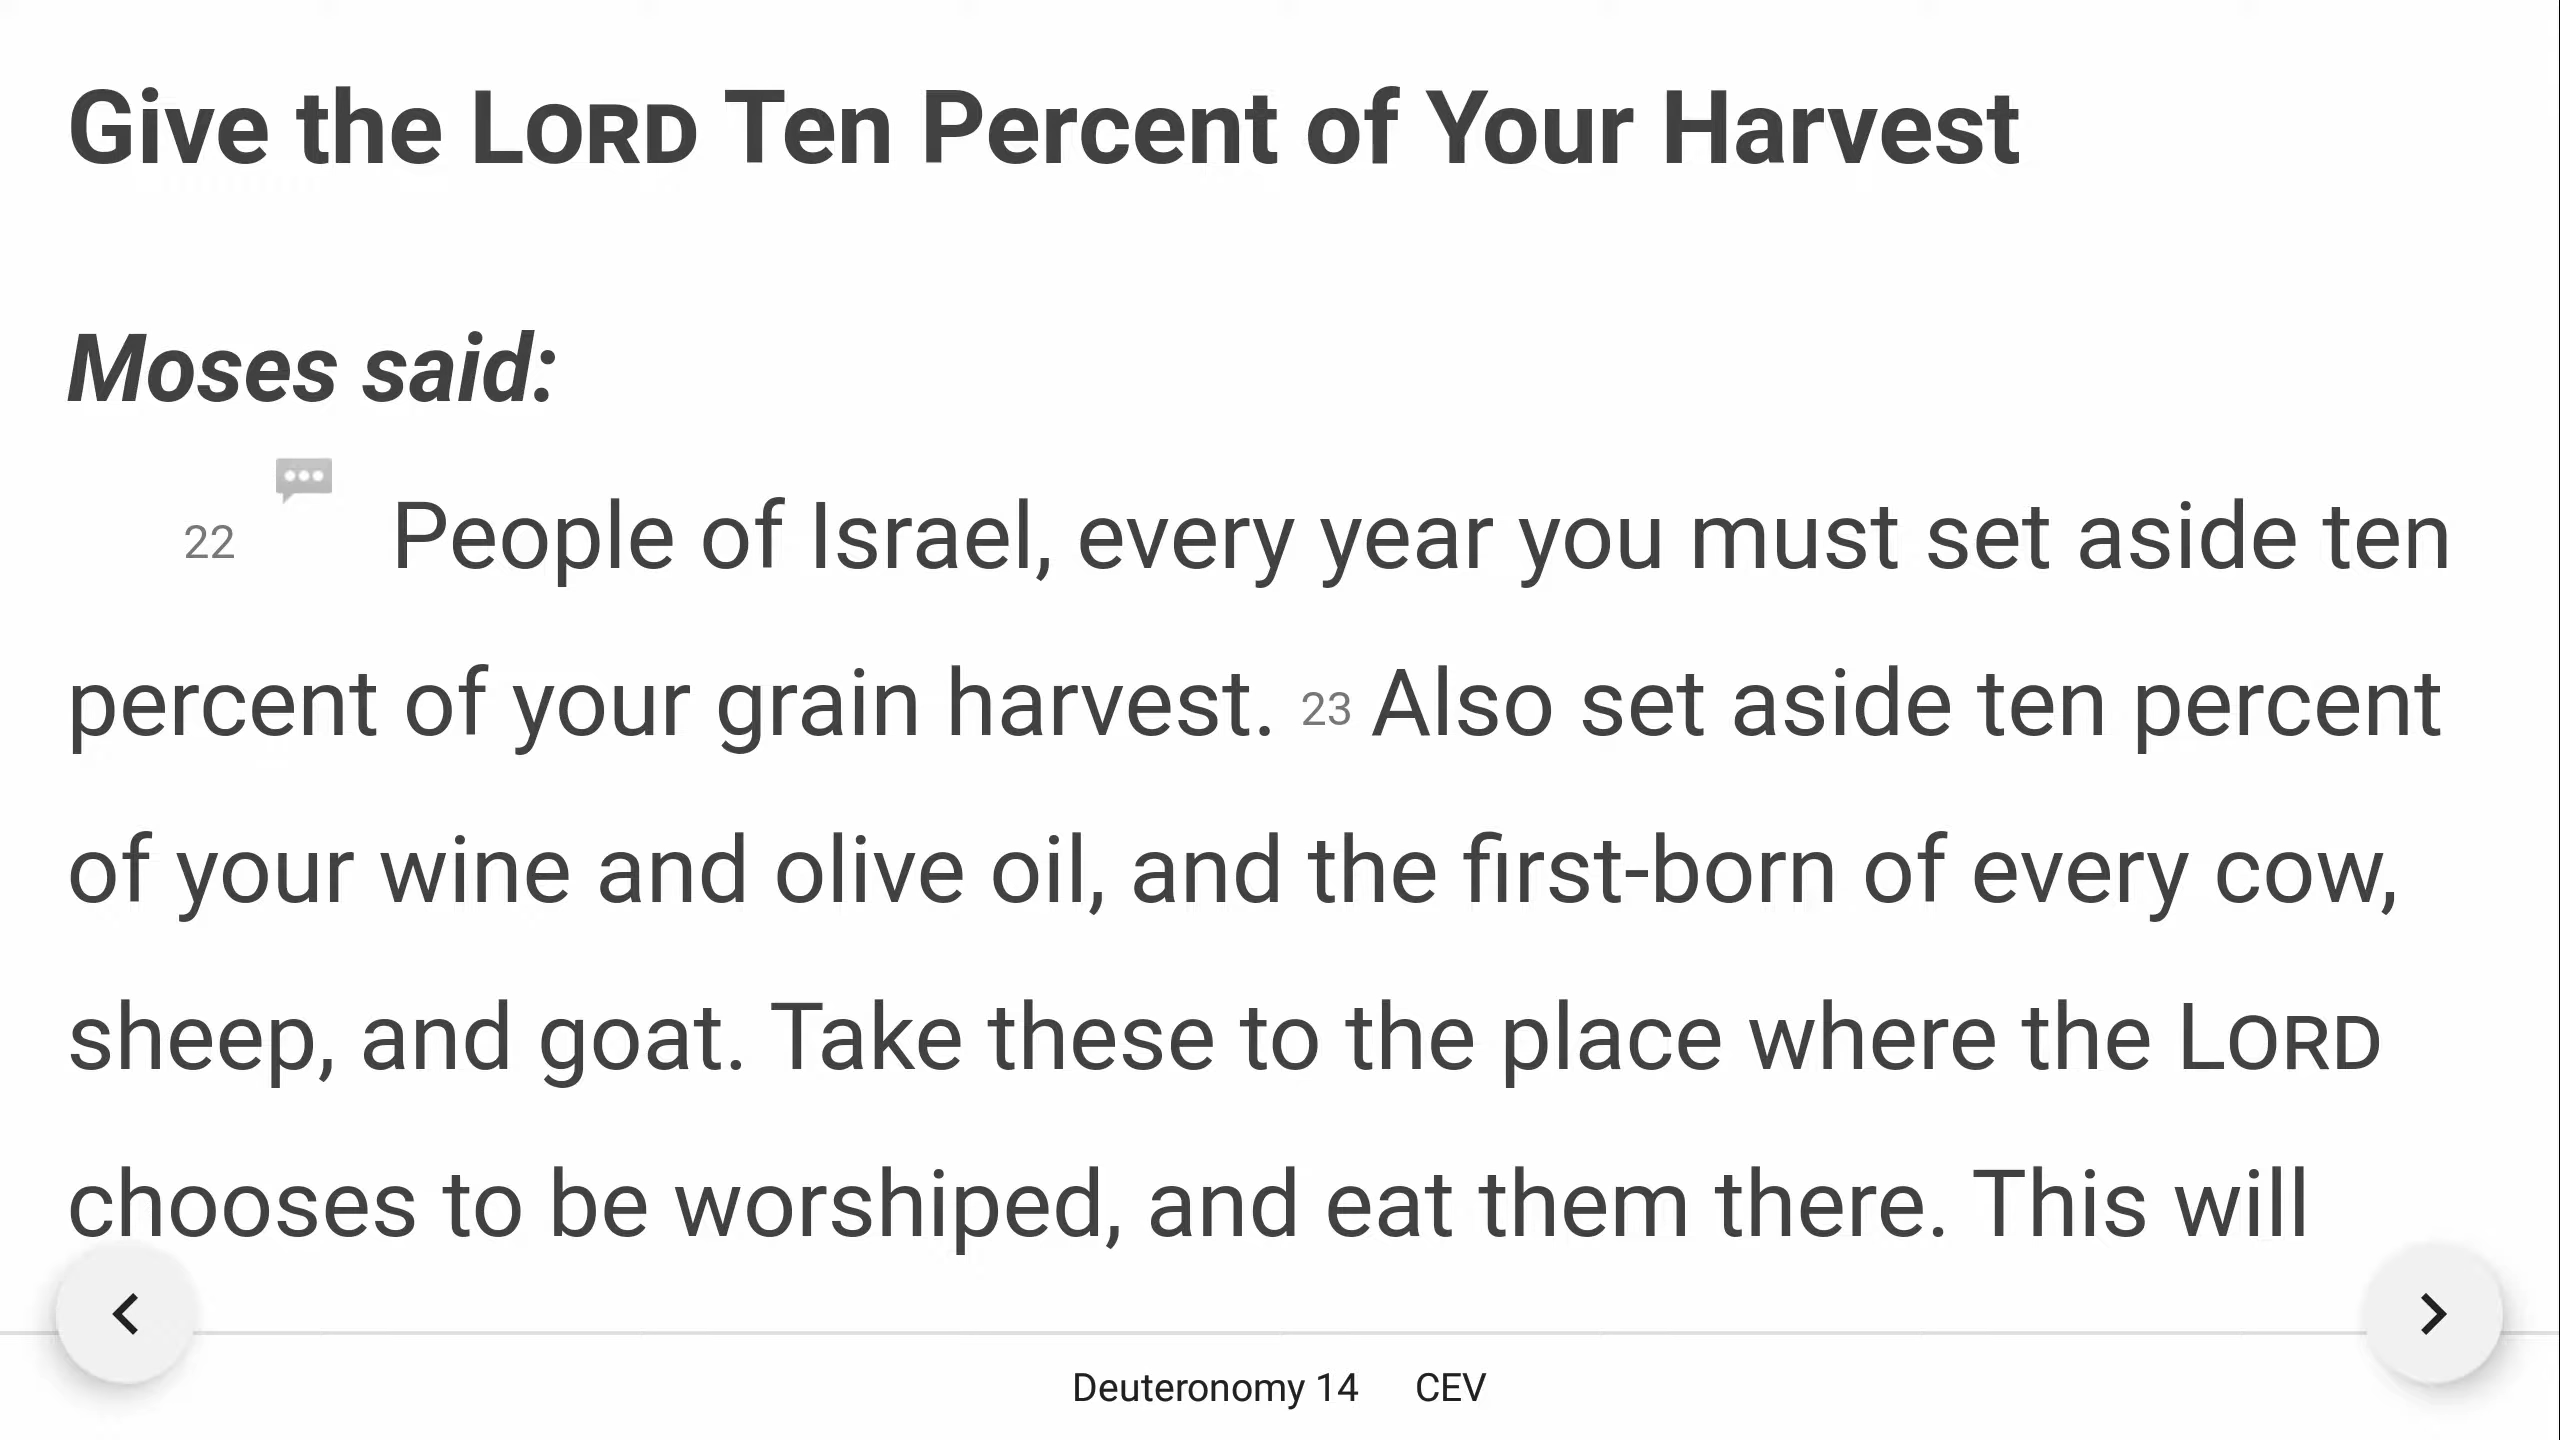 Give the LORD Ten Percent of Your Harvest
Moses said:
22 People of Israel, every year you must set aside ten
percent of your grain harvest. 23 Also set aside ten percent
of your wine and olive oil, and the first-born of every cow,
sheep, and goat. Take these to the place where the LORD
chooses to be worshiped, and eat them there. This will
Deuteronomy 14 CEV